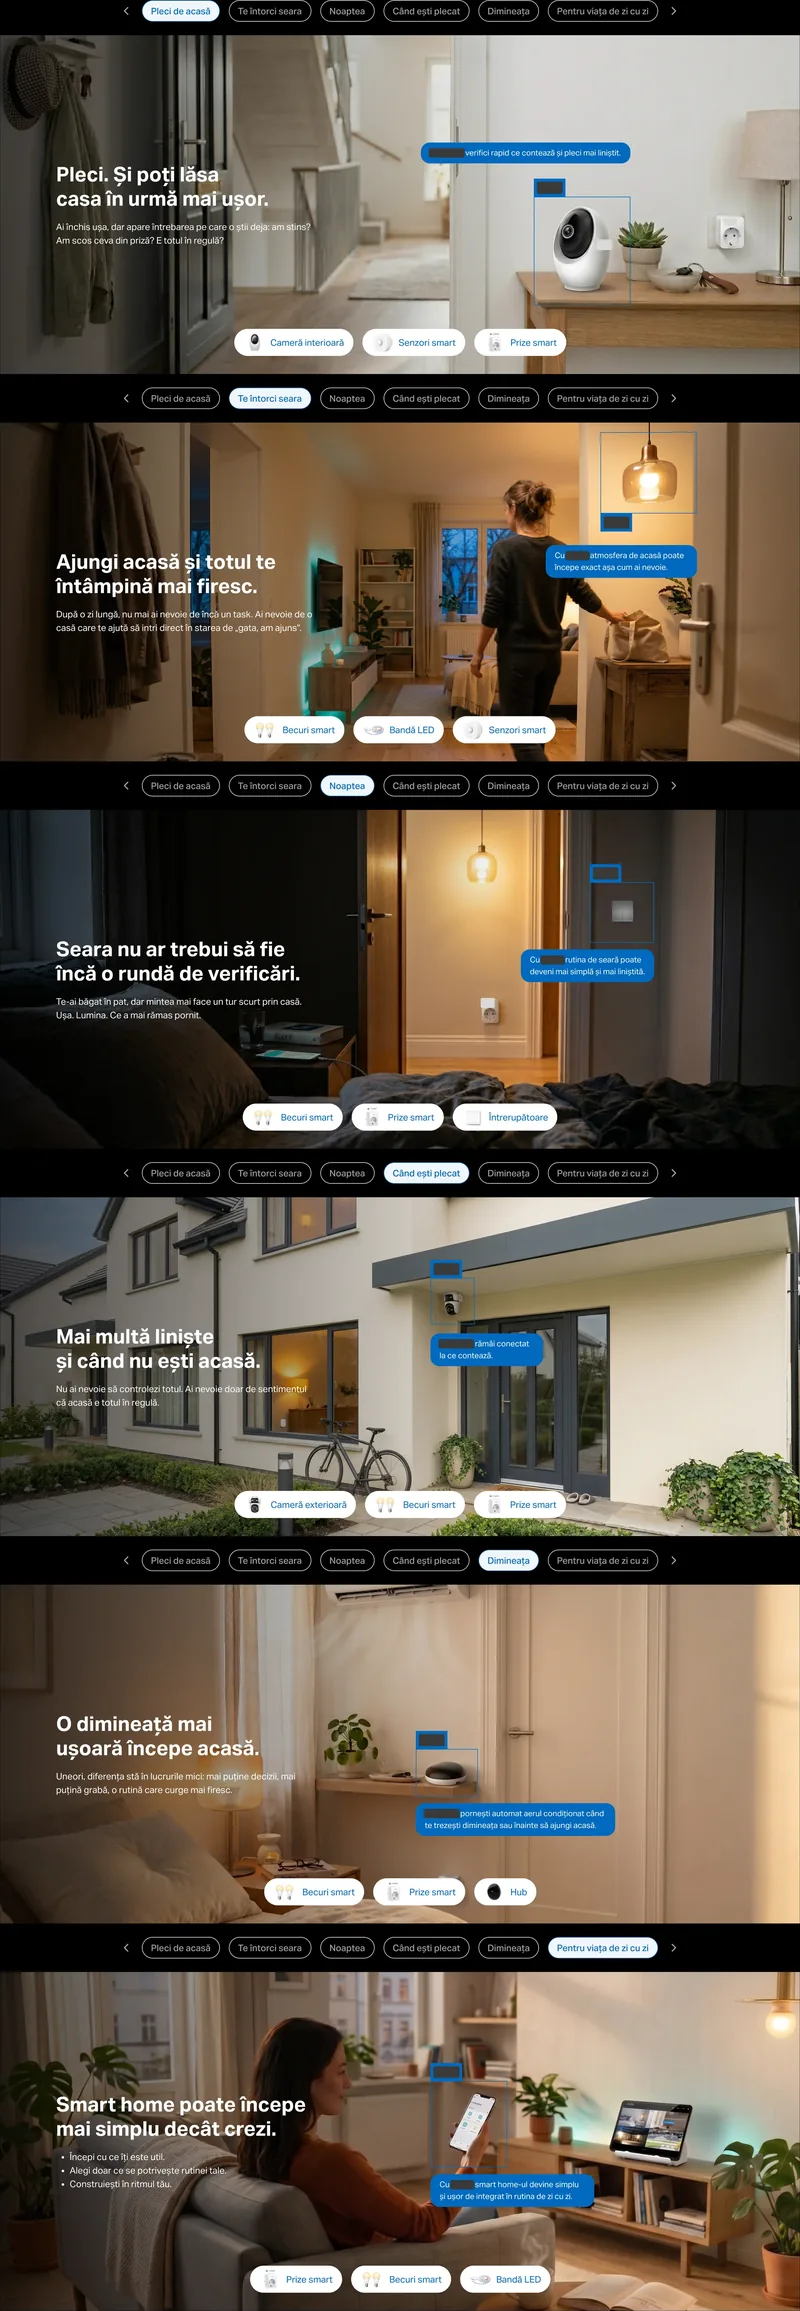 Pleci de acasă
Te întorci seara
Noaptea
Când ești plecat
Dimineața
Pentru viața de zi cu zi
verifici rapid ce contează și pleci mai liniștit.
Pleci. Și poți lăsa
casa în urmă mai ușor.
Ai închis ușa, dar apare întrebarea pe care o știi deja: am stins?
Am scos ceva din priză? E totul în regulă?
Cameră interioară
Senzori smart
Prize smart
Pleci de acasă
Te întorci seara
Noaptea
Când ești plecat
Dimineața
Pentru viața de zi cu zi
Ajungi acasă și totul te
întâmpină mai firesc.
După o zi lungă, nu mai ai nevoie de încă un task. Ai nevoie de o
casă care te ajută să intri direct în starea de „gata, am ajuns”.
Cu atmosfera de acasă poate
începe exact așa cum ai nevoie.
Becuri smart
Bandă LED
Senzori smart
Pleci de acasă
Te întorci seara
Noaptea
Când ești plecat
Dimineața
Pentru viața de zi cu zi
Seara nu ar trebui să fie
încă o rundă de verificări.
Te-ai băgat în pat, dar mintea mai face un tur scurt prin casă.
Ușa. Lumina. Ce a mai rămas pornit.
Cu rutina de seară poate
deveni mai simplă și mai liniștită.
Becuri smart
Prize smart
Întrerupătoare
Pleci de acasă
Te întorci seara
Noaptea
Când ești plecat
Dimineața
Pentru viața de zi cu zi
Mai multă liniște
și când nu ești acasă.
Nu ai nevoie să controlezi totul. Ai nevoie doar de sentimentul
că acasă e totul în regulă.
rămâi conectat
la ce contează.
Cameră exterioară
Becuri smart
Prize smart
Pleci de acasă
Te întorci seara
Noaptea
Când ești plecat
Dimineața
Pentru viața de zi cu zi
O dimineață mai
ușoară începe acasă.
Uneori, diferența stă în lucrurile mici: mai puține decizii, mai
puțină grabă, o rutină care curge mai firesc.
pornești automat aerul condiționat când
te trezești dimineața sau înainte să ajungi acasă.
Becuri smart
Prize smart
Hub
Pleci de acasă
Te întorci seara
Noaptea
Când ești plecat
Dimineața
Pentru viața de zi cu zi
Smart home poate începe
mai simplu decât crezi.
• Începi cu ce îți este util.
• Alegi doar ce se potrivește rutinei tale.
• Construiești în ritmul tău.
Cu smart home-ul devine simplu
și ușor de integrat în rutina de zi cu zi.
Prize smart
Becuri smart
Bandă LED